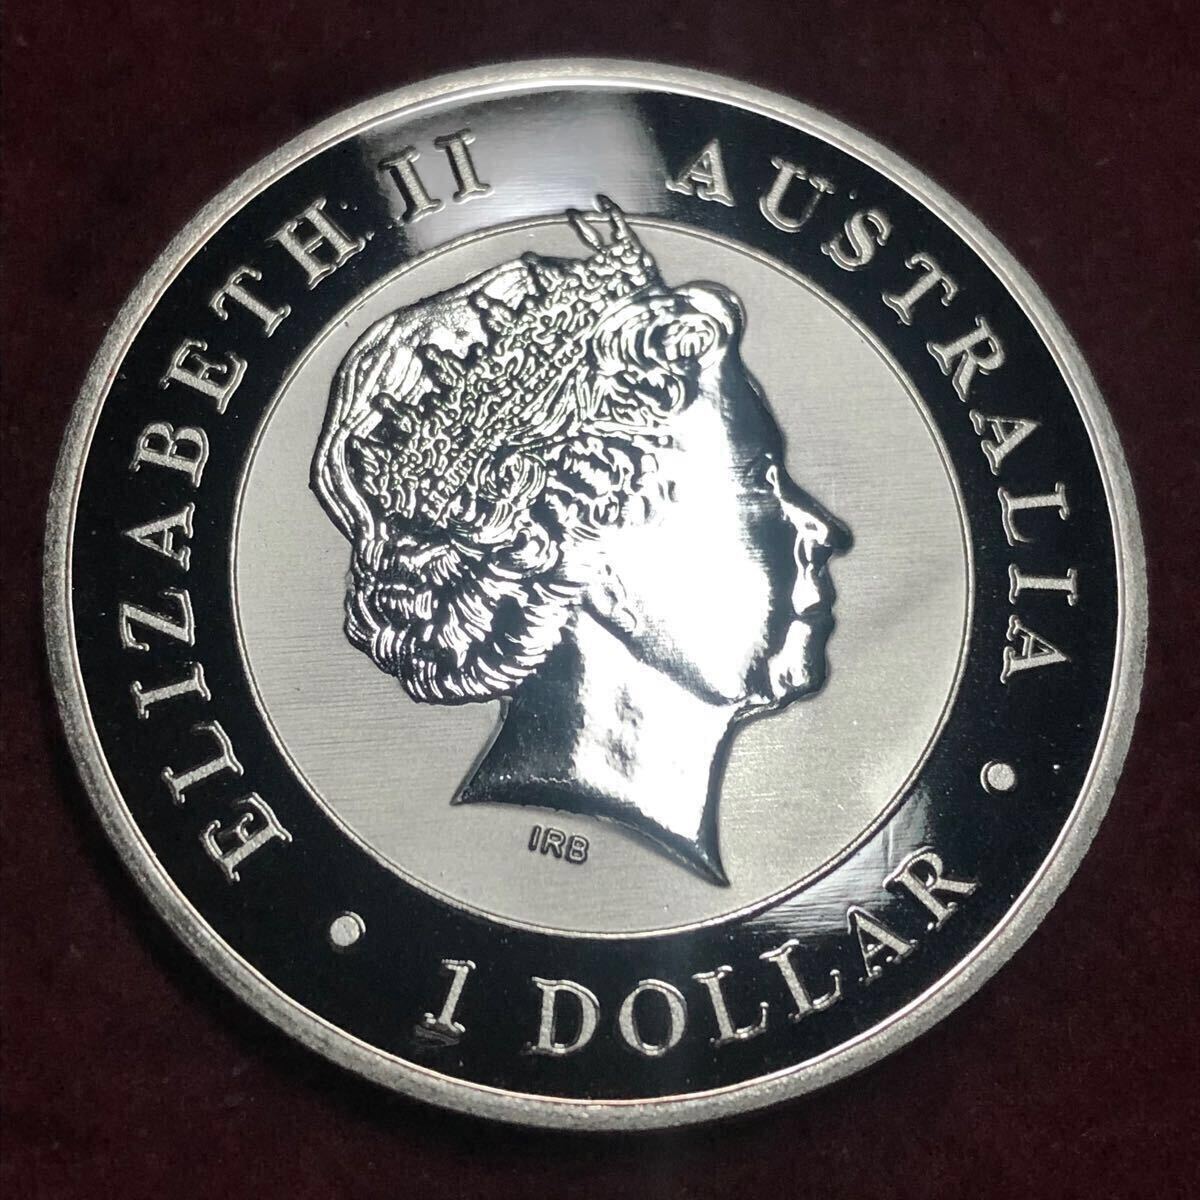 ELIZABETH II AUSTRALIA
IRB
• 1 DOLLAR •